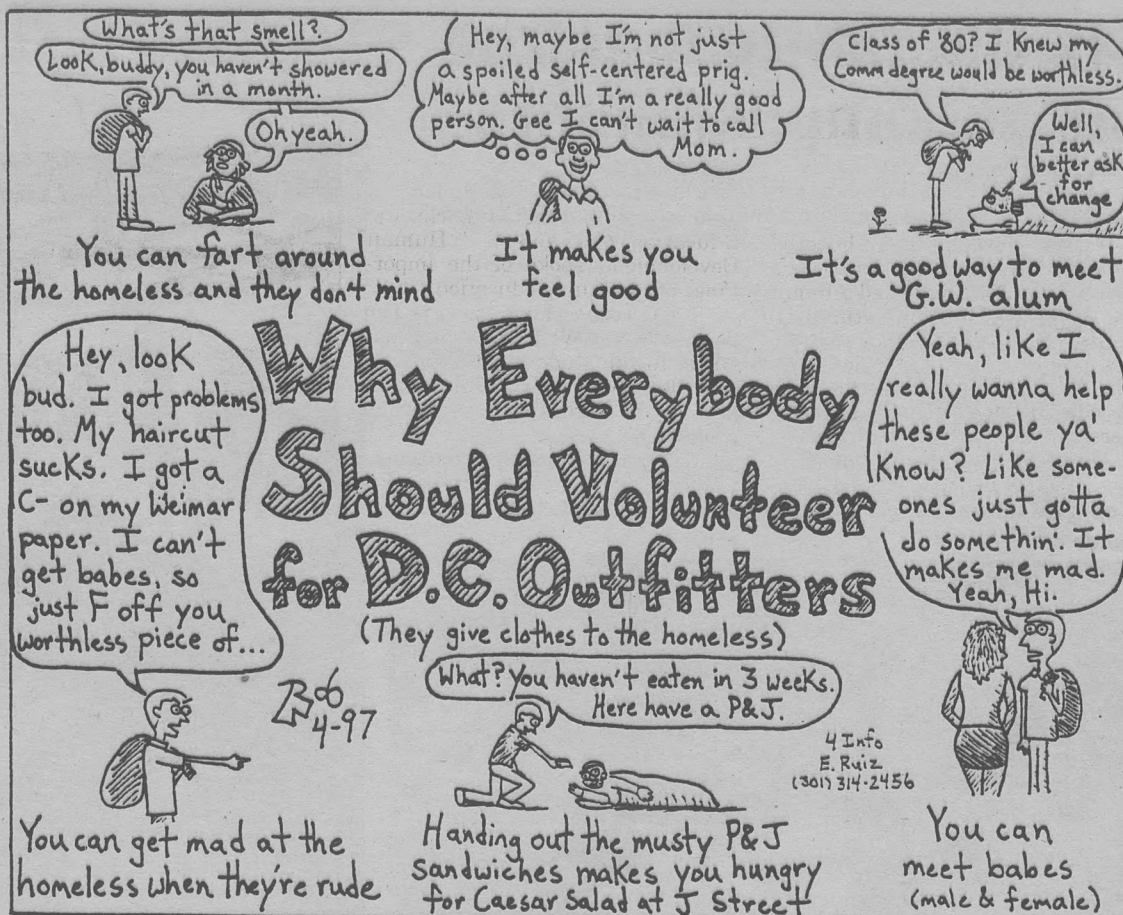 What's that smell?
Look, buddy, you haven't showered
in a month.
Oh yeah.
You can fart around
the homeless and they don't mind
Hey, maybe I'm not just
a spoiled self-centered prig.
Maybe after all I'm a really good
person. Gee I can't wait to call
Mom.
It makes you
feel good
Class of '80? I knew my
Comm degree would be worthless.
Well,
I can
better ask
for
change
It's a good way to meet
G.W. alum
Why Everybody
Should Volunteer
for D.C. Outfitters
(They give clothes to the homeless)
Hey, look
bud. I got problems
too. My haircut
sucks. I got a
C- on my Weimar
paper. I can't
get babes, so
just F off you
worthless piece of...
You can get mad at the
homeless when they're rude
Rob
4-97
What? You haven't eaten in 3 weeks.
Here have a P&J.
Handing out the musty P&J
sandwiches makes you hungry
for Caesar Salad at J Street
4 Info
E. Ruiz
(301) 314-2456
Yeah, like I
really wanna help
these people ya'
know? Like some-
ones just gotta
do somethin'. It
makes me mad.
Yeah, Hi.
You can
meet babes
(male & female)